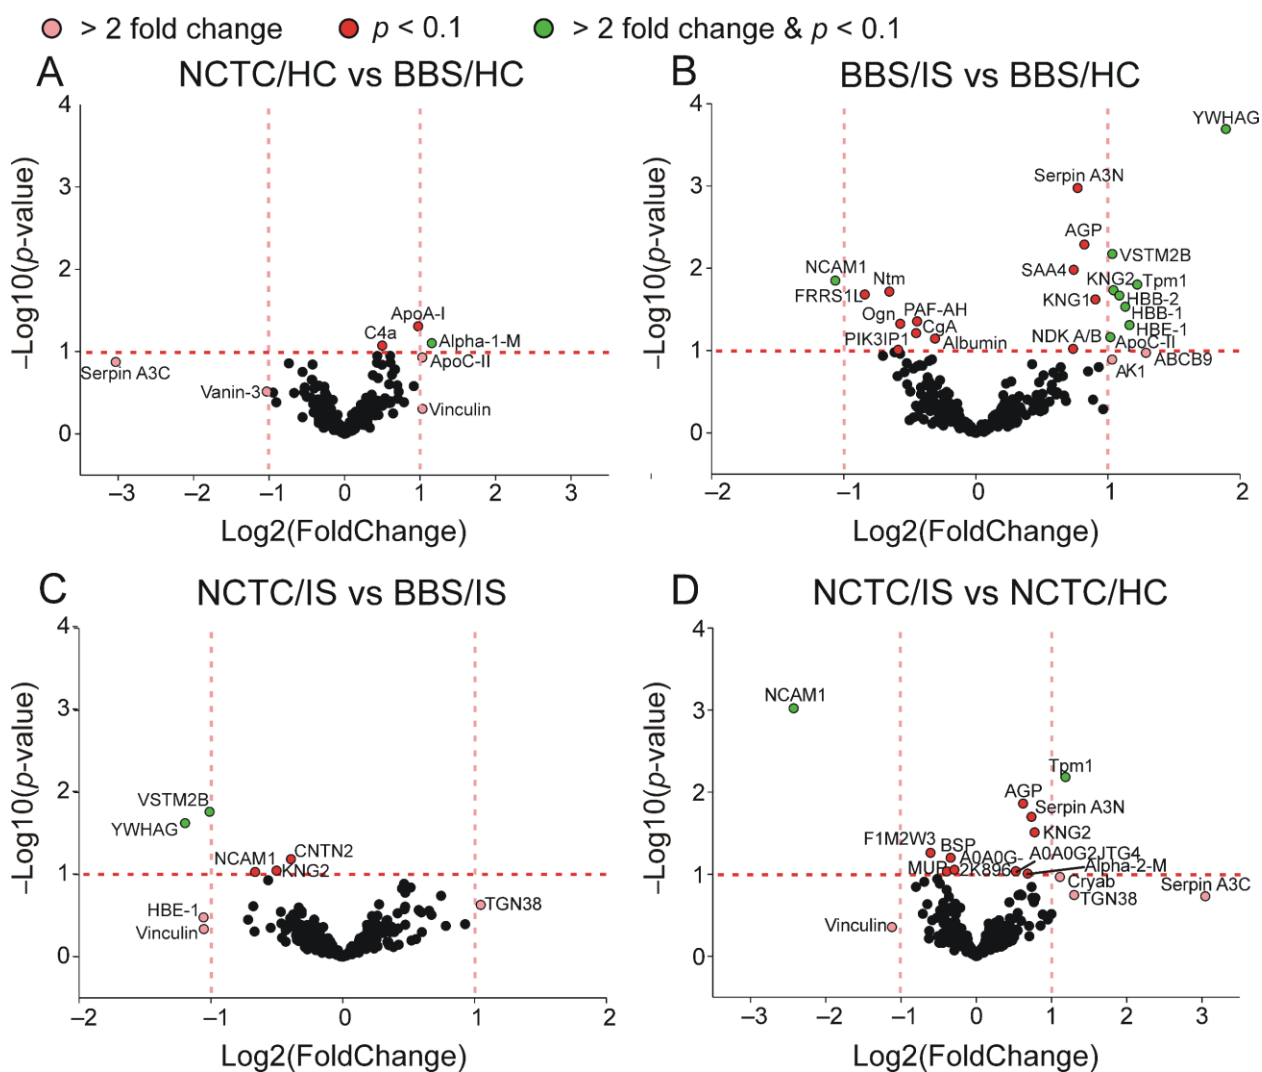 > 2 fold change
p < 0.1
> 2 fold change & p < 0.1
A
NCTC/HC vs BBS/HC
4
3
2
1
0
–Log10(p-value)
ApoA-I
C4a
Alpha-1-M
ApoC-II
Serpin A3C
Vanin-3
Vinculin
–3
–2
–1
0
1
2
3
Log2(FoldChange)
B
BBS/IS vs BBS/HC
4
3
2
1
0
–Log10(p-value)
YWHAG
Serpin A3N
AGP
VSTM2B
NCAM1
SAA4
KNG2
Tpm1
Ntm
FRRS1L
KNG1
HBB-2
HBB-1
Ogn
PAF-AH
CgA
HBE-1
PIK3IP1
Albumin
NDK A/B
ApoC-II
ABCB9
AK1
–2
–1
0
1
2
Log2(FoldChange)
C
NCTC/IS vs BBS/IS
4
3
2
1
0
–Log10(p-value)
VSTM2B
YWHAG
CNTN2
NCAM1
KNG2
HBE-1
Vinculin
TGN38
–2
–1
0
1
2
Log2(FoldChange)
D
NCTC/IS vs NCTC/HC
4
3
2
1
0
–Log10(p-value)
NCAM1
Tpm1
AGP
Serpin A3N
KNG2
F1M2W3
BSP
A0A0G-
2K896
A0A0G2JTG4
MUP
Alpha-2-M
Cryab
TGN38
Serpin A3C
Vinculin
–3
–2
–1
0
1
2
3
Log2(FoldChange)